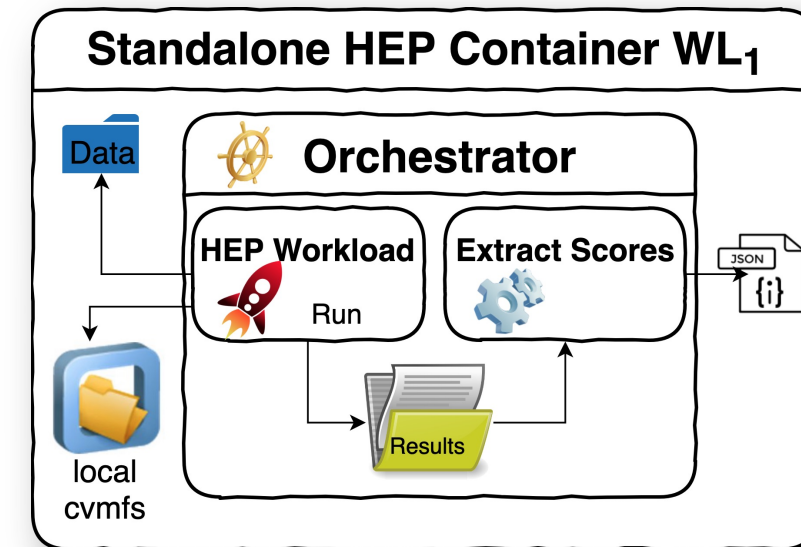 Standalone HEP Container WL₁
Data
Orchestrator
HEP Workload
Run
Extract Scores
JSON
{i}
Results
local
cvmfs